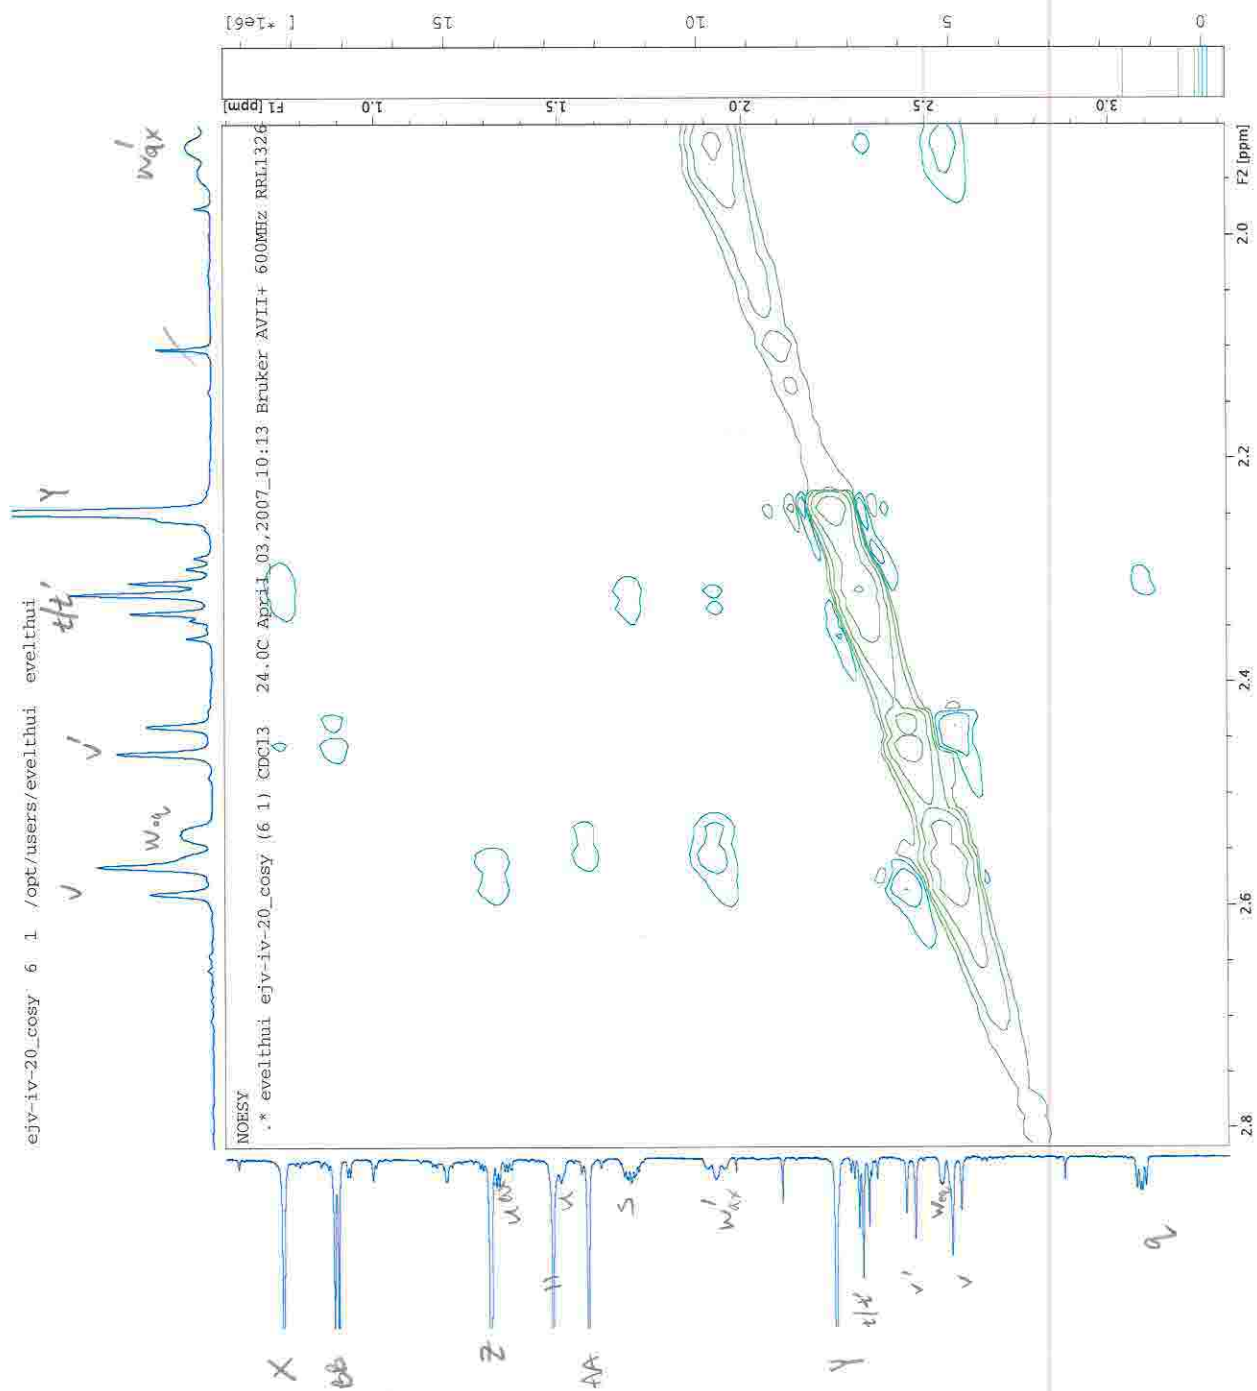 ejv-iv-20_cosy 6 1 /opt/users/evelthui evelthui
v
Weq
v'
t/t'
Y
W'ax
NOESY
.* evelthui ejv-iv-20_cosy (6 1) CDCl3 24.0C April_03,2007_10:13 Bruker AVII+ 600MHz RRL1326
2.8
2.6
2.4
2.2
2.0
F2 [ppm]
F1 [ppm]
1.0
1.5
2.0
2.5
3.0
[ *1e6]
15
10
5
0
X
BB
Z
u
AA
S
W'ax
Y
t/t'
v'
Weq
v
q